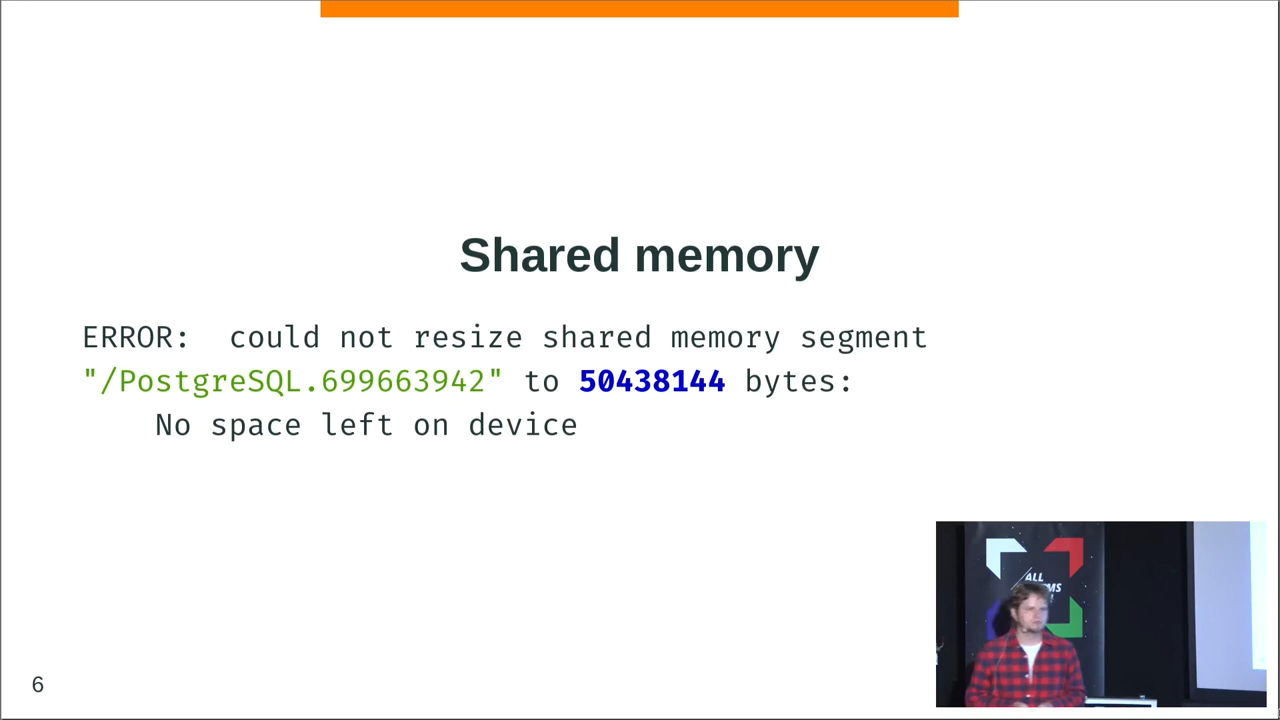 Shared memory
ERROR:  could not resize shared memory segment
"/PostgreSQL.699663942" to 50438144 bytes:
    No space left on device
ALL
6